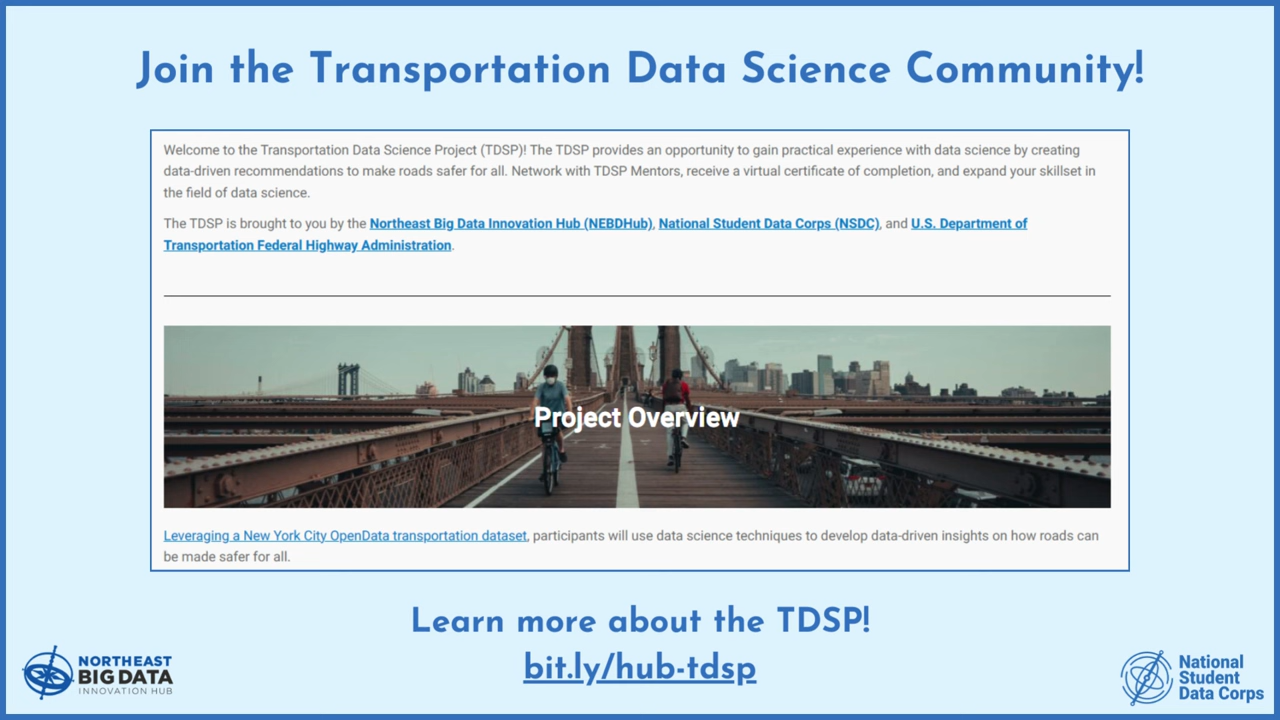 Join the Transportation Data Science Community!
Welcome to the Transportation Data Science Project (TDSP)! The TDSP provides an opportunity to gain practical experience with data science by creating
data-driven recommendations to make roads safer for all. Network with TDSP Mentors, receive a virtual certificate of completion, and expand your skillset in
the field of data science.
The TDSP is brought to you by the Northeast Big Data Innovation Hub (NEBDHub), National Student Data Corps (NSDC), and U.S. Department of
Transportation Federal Highway Administration.
Project Overview
Leveraging a New York City OpenData transportation dataset, participants will use data science techniques to develop data-driven insights on how roads can
be made safer for all.
Learn more about the TDSP!
bit.ly/hub-tdsp
NORTHEAST
BIG DATA
INNOVATION HUB
National
Student
Data Corps